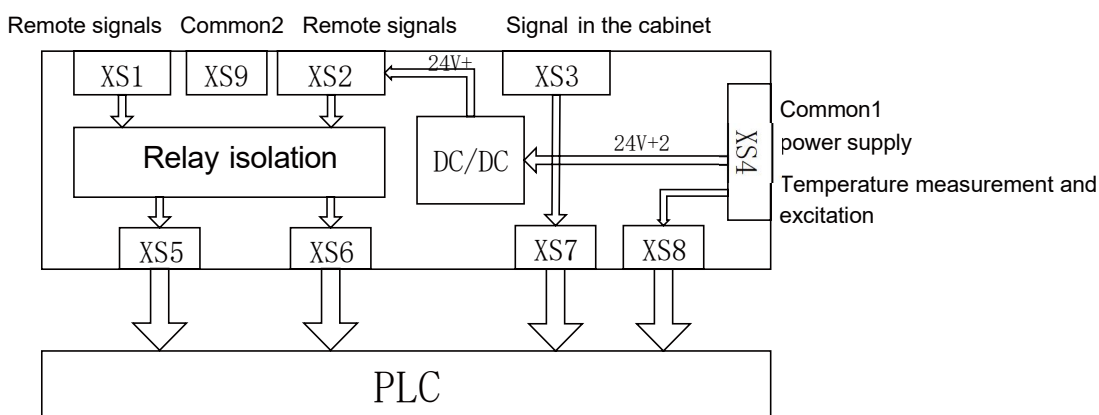 Remote signals Common2 Remote signals Signal in the cabinet
XS1 XS9 XS2 24V+ XS3
Common1
power supply
XS4
Relay isolation DC/DC 24V+2
Temperature measurement and
excitation
XS5 XS6 XS7 XS8
PLC